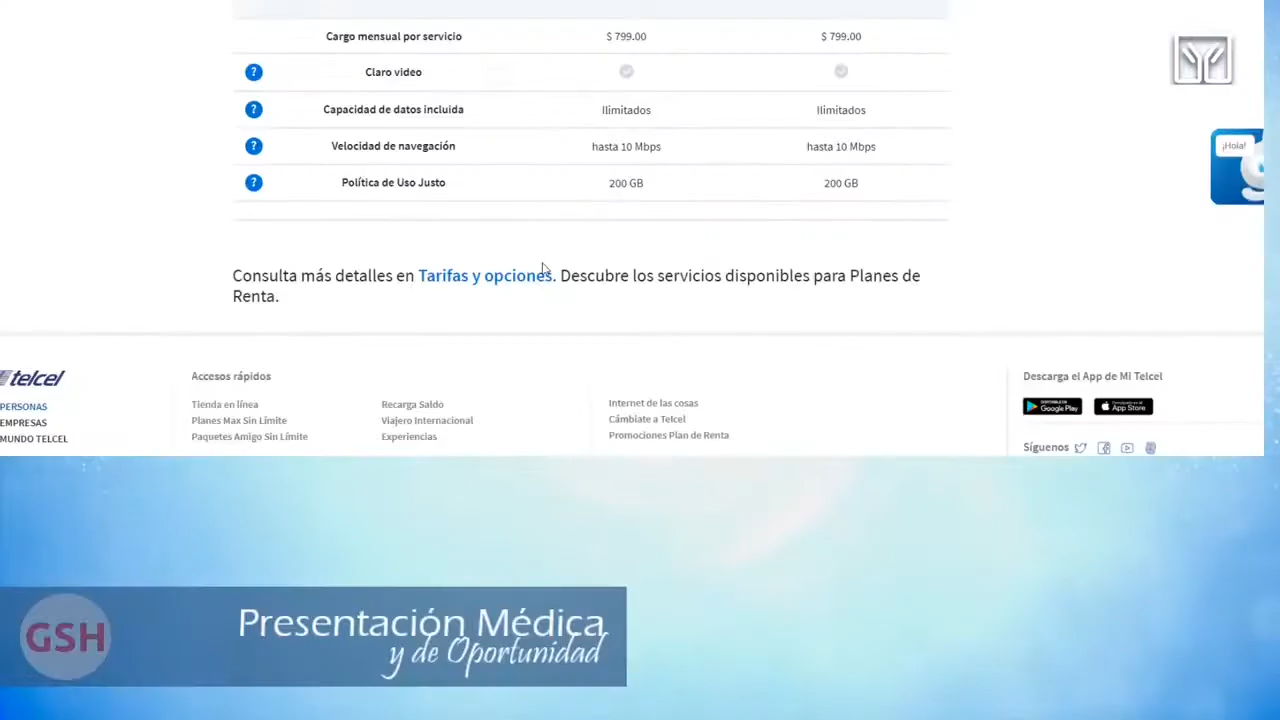 Cargo mensual por servicio $ 799.00 $ 799.00
? Claro video
? Capacidad de datos incluida Ilimitados Ilimitados
? Velocidad de navegación hasta 10 Mbps hasta 10 Mbps
? Política de Uso Justo 200 GB 200 GB
¡Hola!
Consulta más detalles en Tarifas y opciones. Descubre los servicios disponibles para Planes de
Renta.
telcel
PERSONAS
EMPRESAS
MUNDO TELCEL
Accesos rápidos
Tienda en línea
Planes Max Sin Límite
Paquetes Amigo Sin Límite
Recarga Saldo
Viajero Internacional
Experiencias
Internet de las cosas
Cámbiate a Telcel
Promociones Plan de Renta
Descarga el App de Mi Telcel
Google Play
App Store
Síguenos
GSH
Presentación Médica
y de Oportunidad